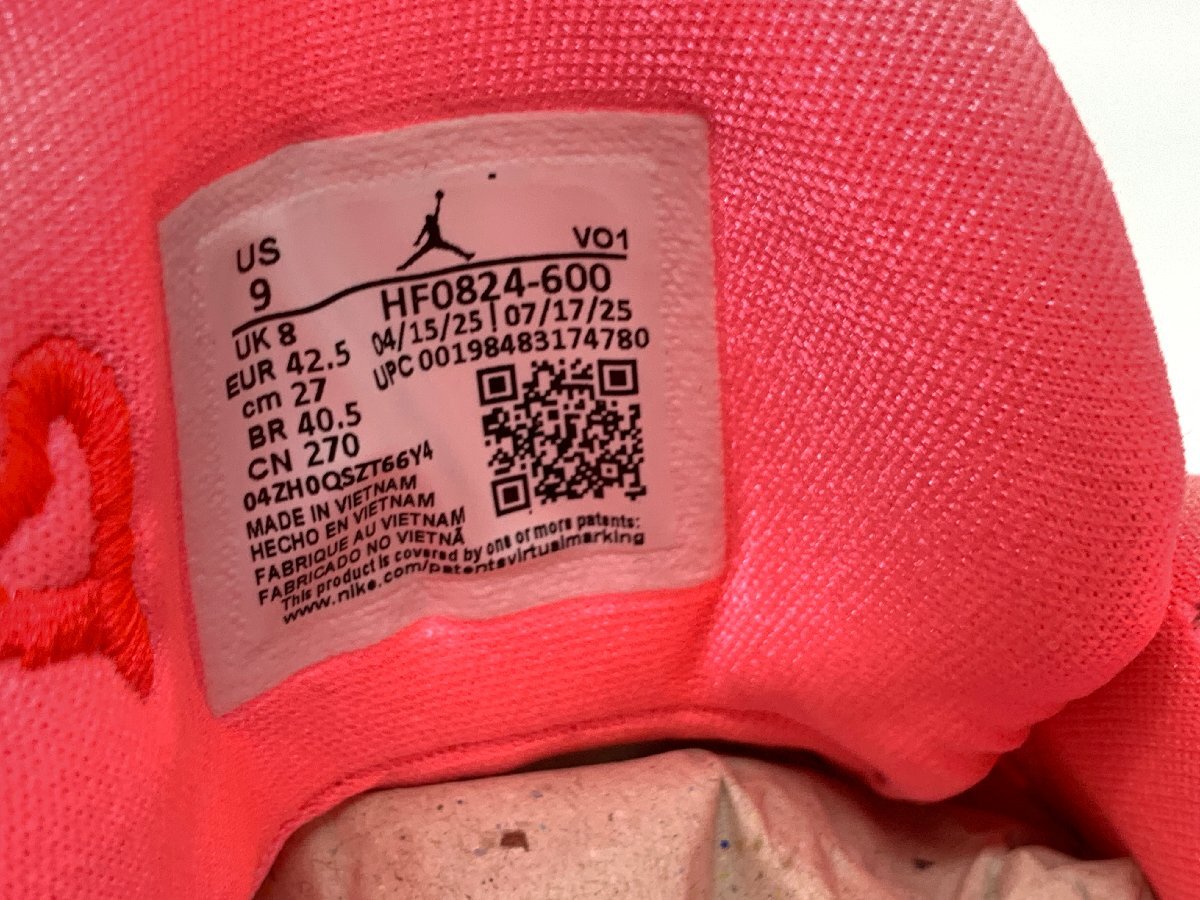 US
9
VO1
HF0824-600
04/15/25 | 07/17/25
UPC 00198483174780
UK 8
EUR 42.5
cm 27
BR 40.5
CN 270
04ZH0QSZT66Y4
MADE IN VIETNAM
HECHO EN VIETNAM
FABRIQUE AU VIETNAM
FABRICADO NO VIETNÃ
This product is covered by one or more patents:
www.nike.com/patentsvirtualmarking